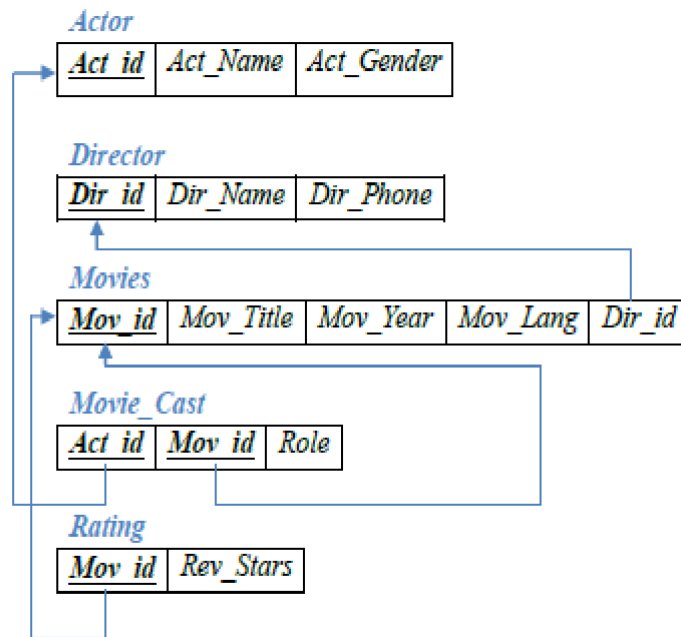 Actor
Act_id Act_Name Act_Gender
Director
Dir_id Dir_Name Dir_Phone
Movies
Mov_id Mov_Title Mov_Year Mov_Lang Dir_id
Movie_Cast
Act_id Mov_id Role
Rating
Mov_id Rev_Stars